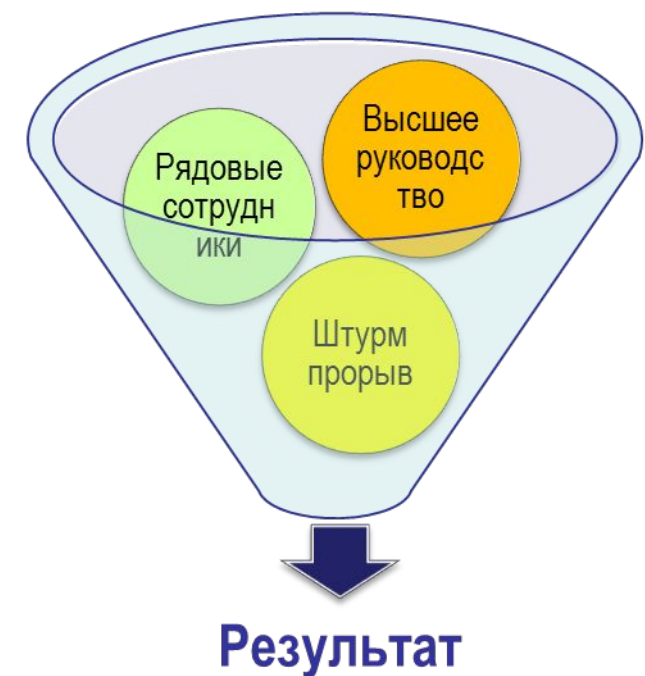 Рядовые
сотрудн
ики
Высшее
руководс
тво
Штурм
прорыв
Результат